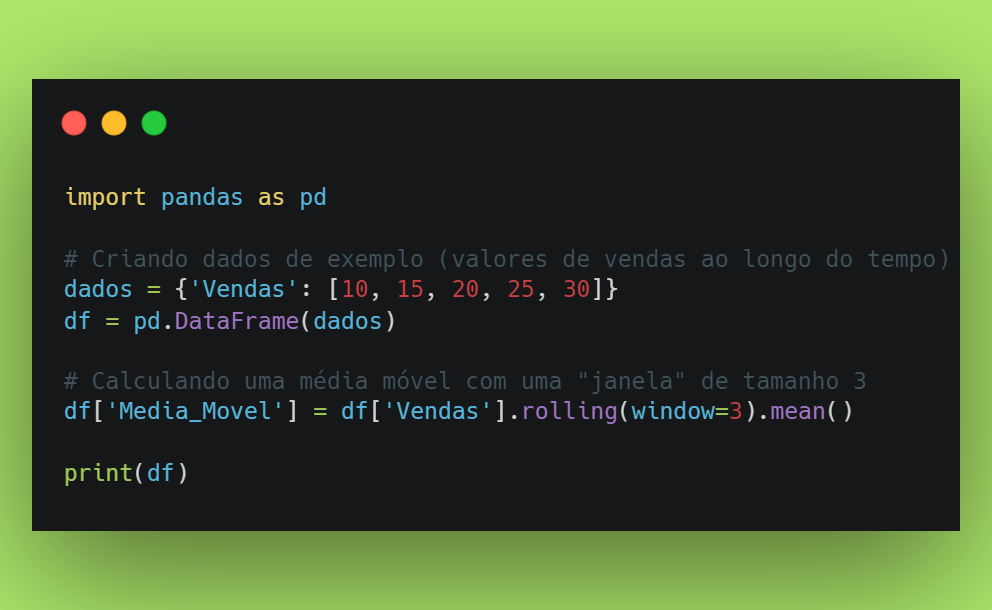 import pandas as pd
# Criando dados de exemplo (valores de vendas ao longo do tempo)
dados = {'Vendas': [10, 15, 20, 25, 30]}
df = pd.DataFrame(dados)
# Calculando uma média móvel com uma "janela" de tamanho 3
df['Media_Movel'] = df['Vendas'].rolling(window=3).mean()
print(df)